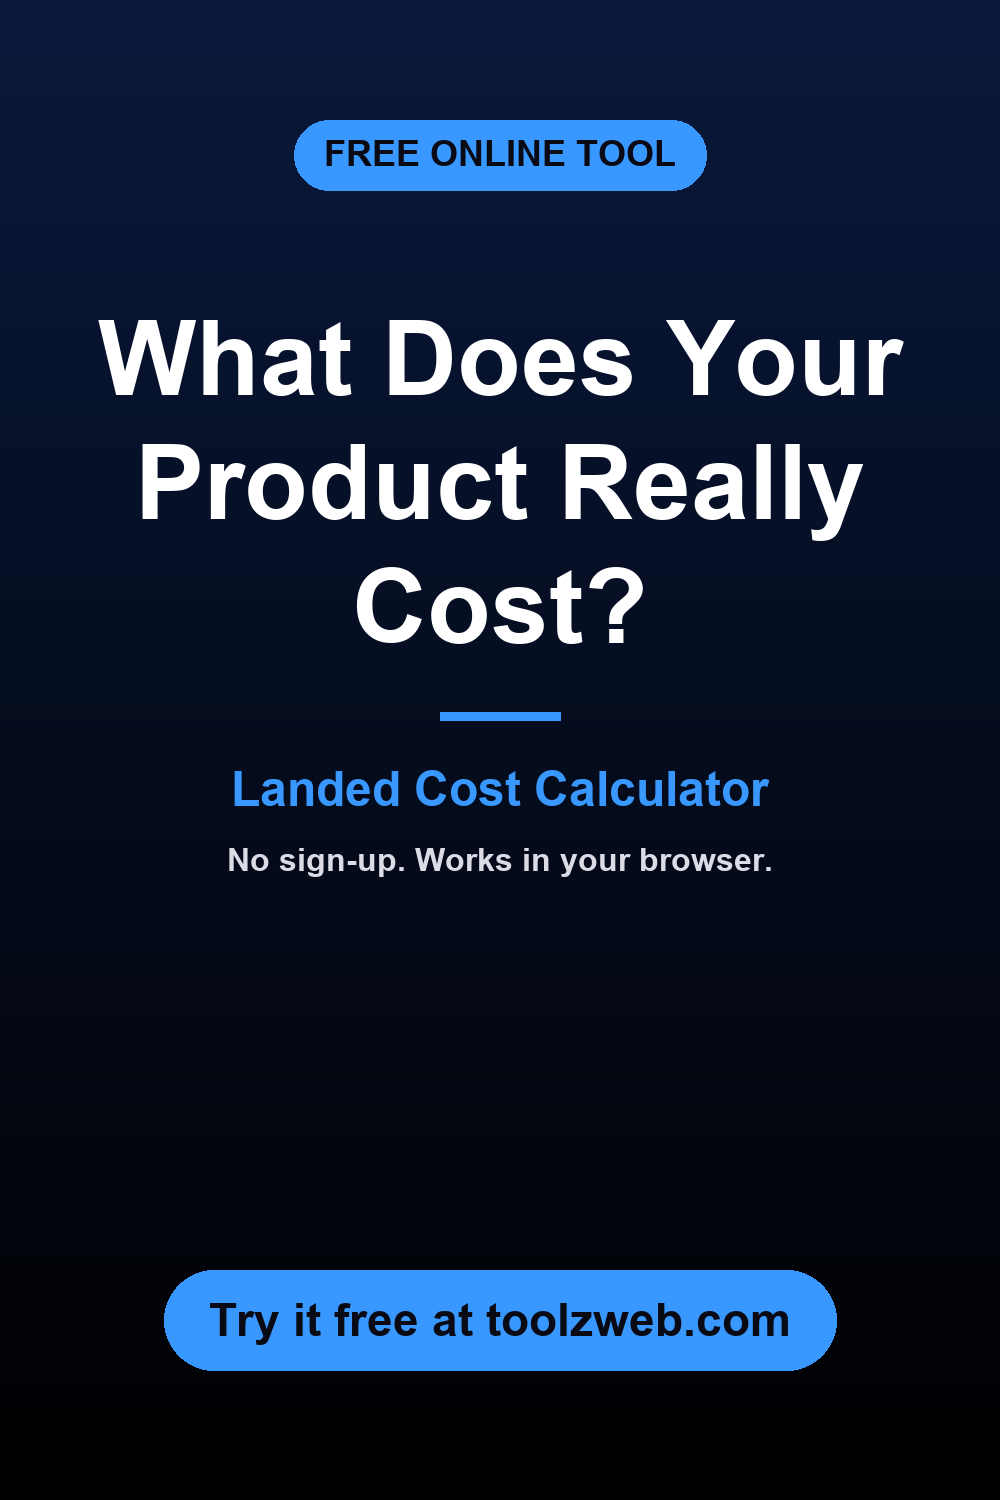 FREE ONLINE TOOL
What Does Your
Product Really
Cost?
Landed Cost Calculator
No sign-up. Works in your browser.
Try it free at toolzweb.com